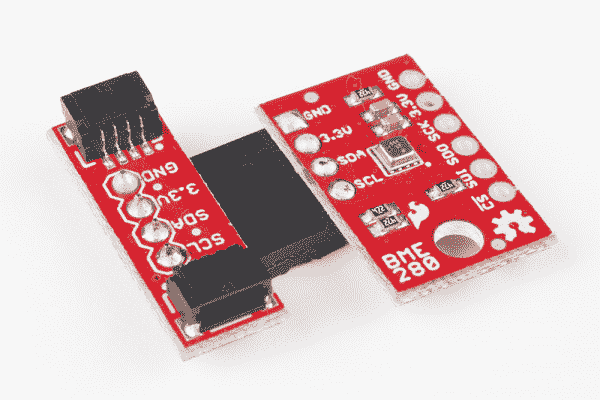 GND
3.3V
SDA
SCL
GND
3.3V
SDA
SCL
GND
3.3V
SCK
SDO
SDI
CS
BME
280